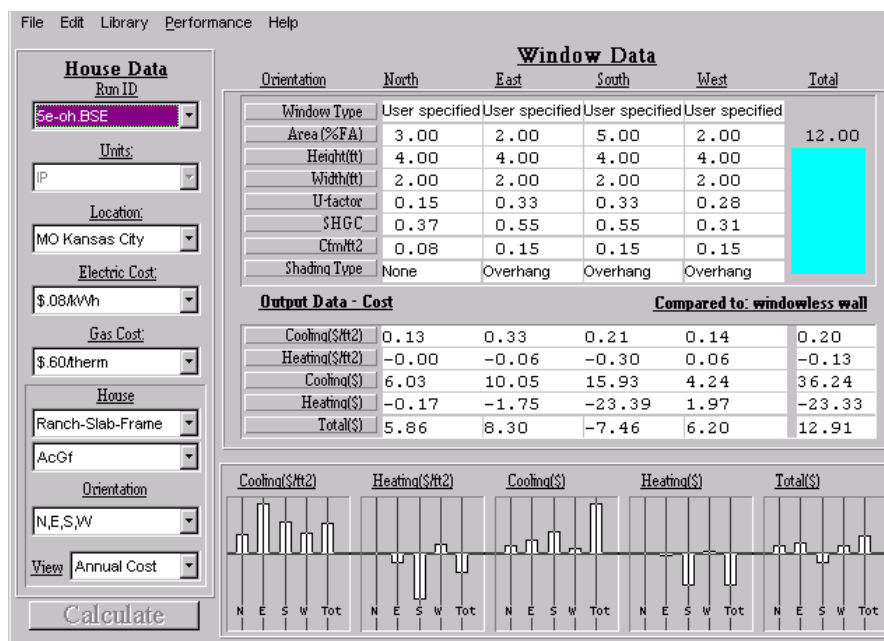 File Edit Library Performance Help
House Data
Run ID
5e-oh.BSE
Units:
IP
Location:
MO Kansas City
Electric Cost:
$.08/kWh
Gas Cost:
$.60/therm
House
Ranch-Slab-Frame
AcGf
Orientation
N,E,S,W
View Annual Cost
Calculate
Window Data
Orientation North East South West Total
Window Type User specified User specified User specified User specified
Area (%FA) 3.00 2.00 5.00 2.00 12.00
Height(ft) 4.00 4.00 4.00 4.00
Width(ft) 2.00 2.00 2.00 2.00
U-factor 0.15 0.33 0.33 0.28
SHGC 0.37 0.55 0.55 0.31
Cfm/ft2 0.08 0.15 0.15 0.15
Shading Type None Overhang Overhang Overhang
Output Data - Cost Compared to: windowless wall
Cooling($/ft2) 0.13 0.33 0.21 0.14 0.20
Heating($/ft2) -0.00 -0.06 -0.30 0.06 -0.13
Cooling($) 6.03 10.05 15.93 4.24 36.24
Heating($) -0.17 -1.75 -23.39 1.97 -23.33
Total($) 5.86 8.30 -7.46 6.20 12.91
Cooling($/ft2) Heating($/ft2) Cooling($) Heating($) Total($)
N E S W Tot N E S W Tot N E S W Tot N E S W Tot N E S W Tot